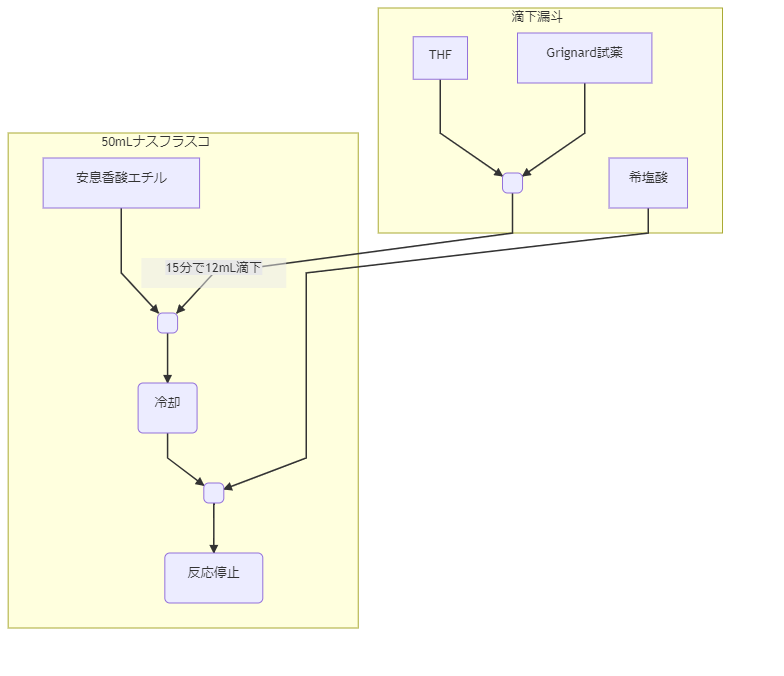 滴下漏斗
THF
Grignard試薬
50mLナスフラスコ
安息香酸エチル
希塩酸
15分で12mL滴下
冷却
反応停止